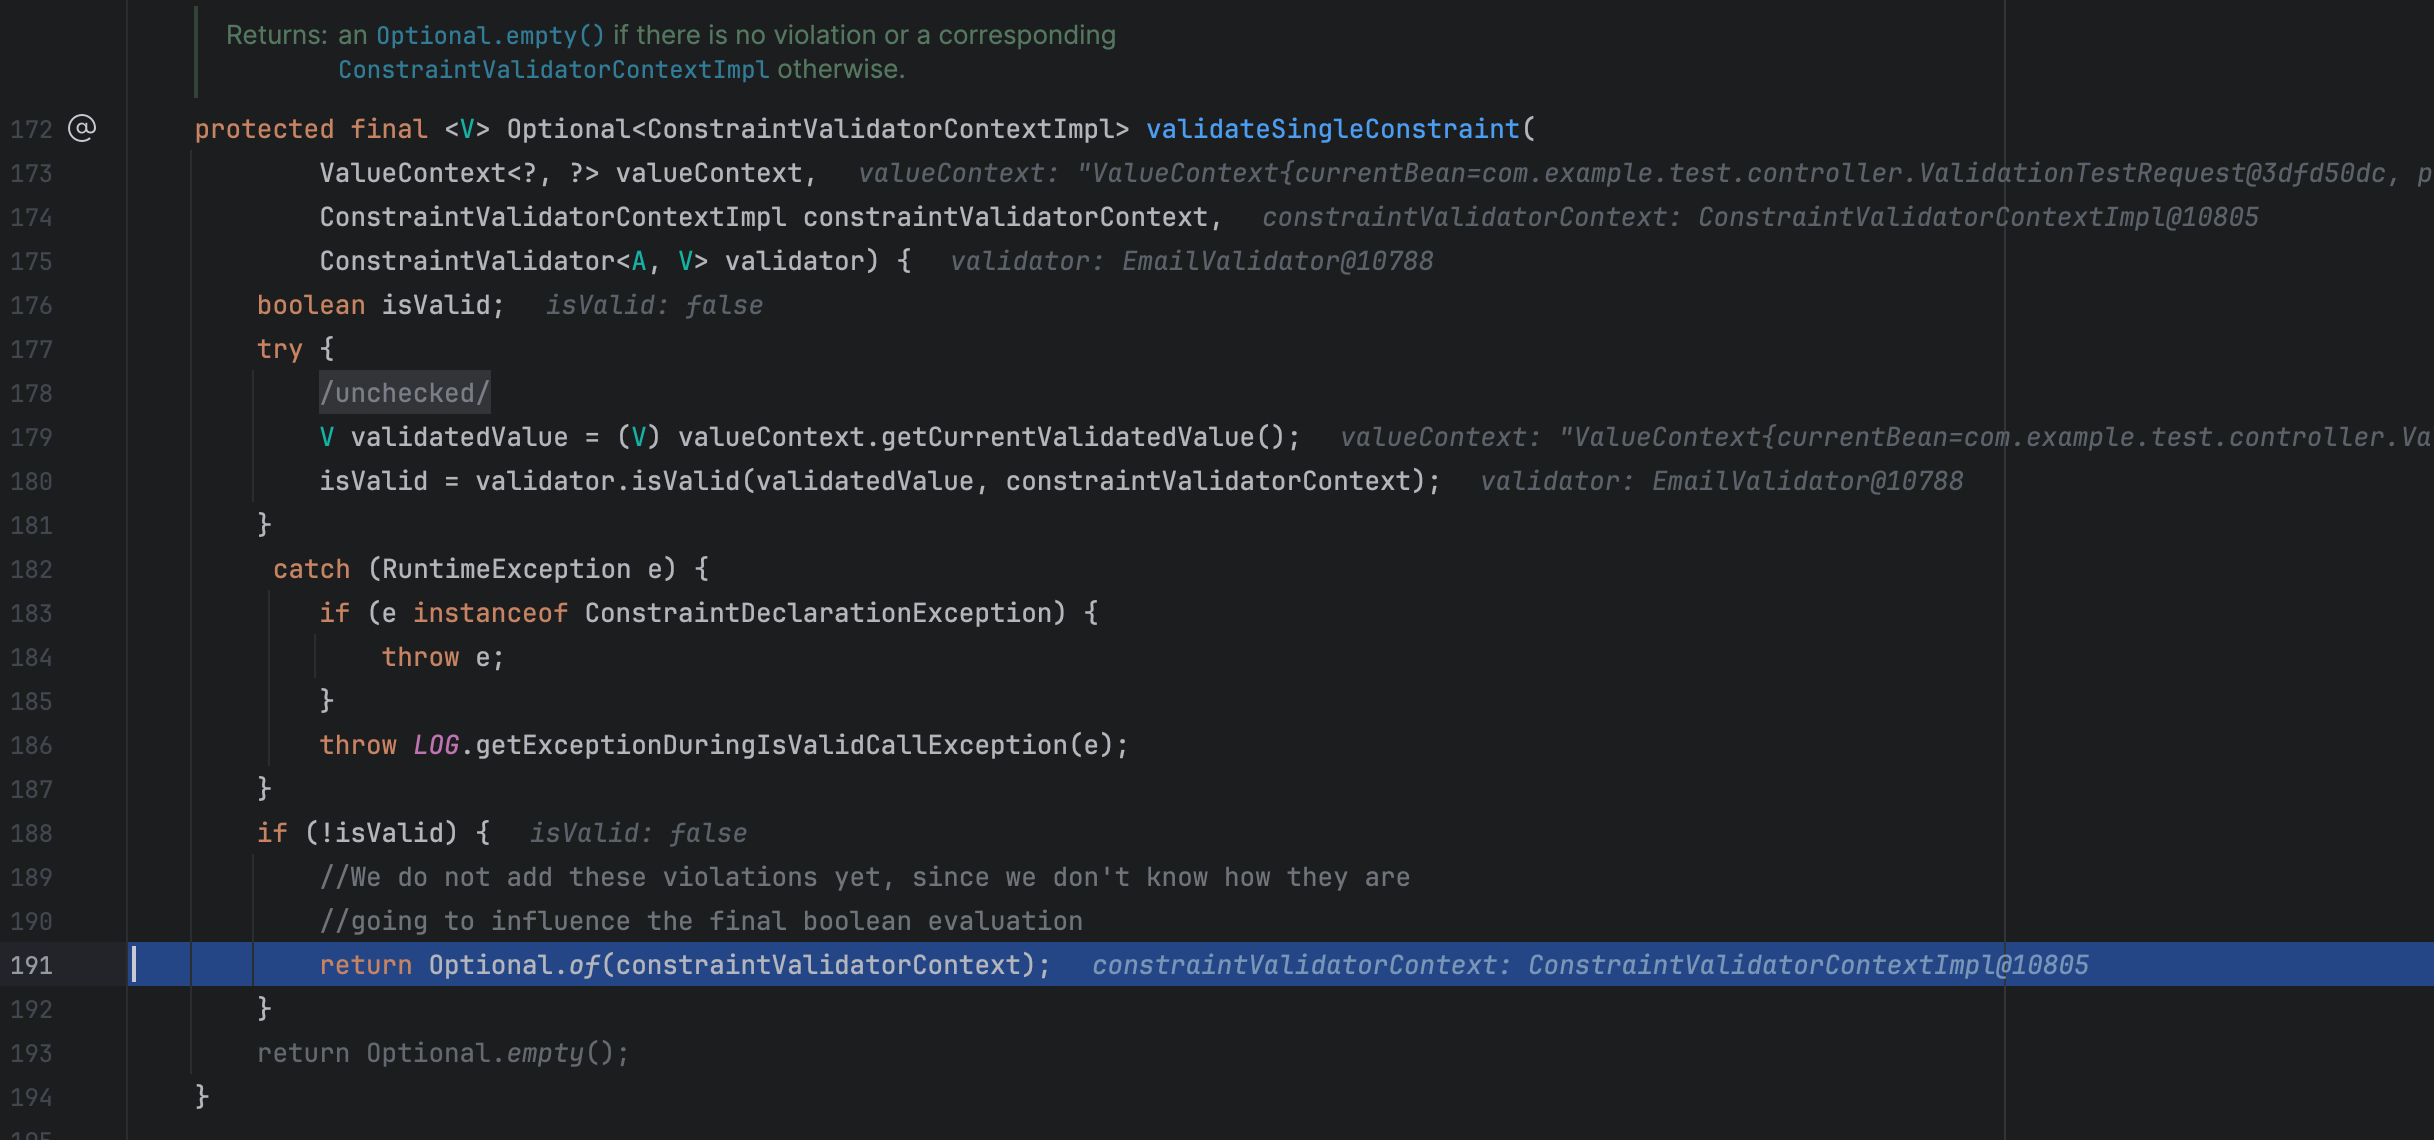 Returns: an Optional.empty() if there is no violation or a corresponding
ConstraintValidatorContextImpl otherwise.
172 @ protected final <V> Optional<ConstraintValidatorContextImpl> validateSingleConstraint(
173 ValueContext<?, ?> valueContext, valueContext: "ValueContext{currentBean=com.example.test.controller.ValidationTestRequest@3dfd50dc, p
174 ConstraintValidatorContextImpl constraintValidatorContext, constraintValidatorContext: ConstraintValidatorContextImpl@10805
175 ConstraintValidator<A, V> validator) { validator: EmailValidator@10788
176 boolean isValid; isValid: false
177 try {
178 /unchecked/
179 V validatedValue = (V) valueContext.getCurrentValidatedValue(); valueContext: "ValueContext{currentBean=com.example.test.controller.Va
180 isValid = validator.isValid(validatedValue, constraintValidatorContext); validator: EmailValidator@10788
181 }
182 catch (RuntimeException e) {
183 if (e instanceof ConstraintDeclarationException) {
184 throw e;
185 }
186 throw LOG.getExceptionDuringIsValidCallException(e);
187 }
188 if (!isValid) { isValid: false
189 //We do not add these violations yet, since we don't know how they are
190 //going to influence the final boolean evaluation
191 return Optional.of(constraintValidatorContext); constraintValidatorContext: ConstraintValidatorContextImpl@10805
192 }
193 return Optional.empty();
194 }
195